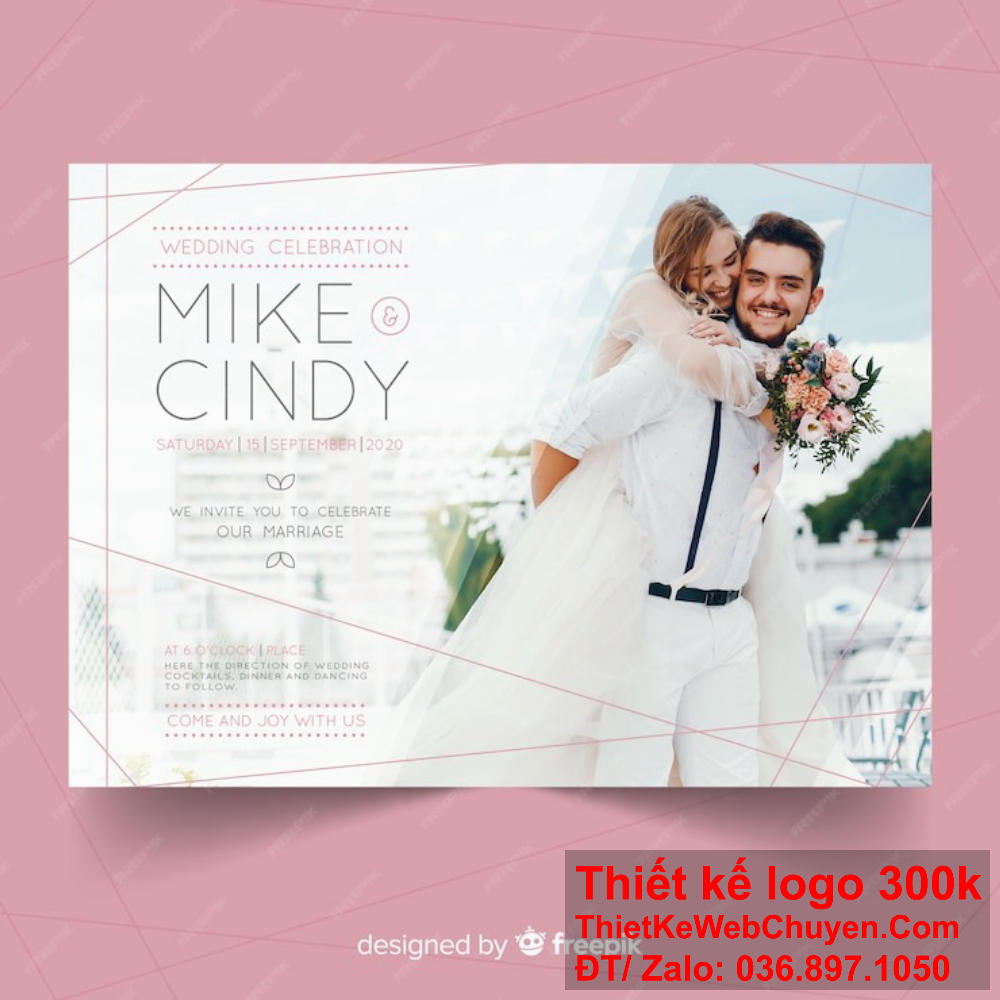 WEDDING CELEBRATION
MIKE &
CINDY
SATURDAY | 15 | SEPTEMBER | 2020
WE INVITE YOU TO CELEBRATE
OUR MARRIAGE
AT 6 O'CLOCK | PLACE
HERE THE DIRECTION OF WEDDING
COCKTAILS, DINNER AND DANCING
TO FOLLOW.
COME AND JOY WITH US
designed by freepik
Thiết kế logo 300k
ThietKeWebChuyen.Com
ĐT/ Zalo: 036.897.1050